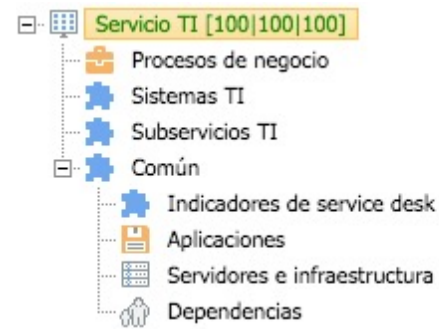 Servicio TI [100|100|100]
Procesos de negocio
Sistemas TI
Subservicios TI
Común
Indicadores de service desk
Aplicaciones
Servidores e infraestructura
Dependencias